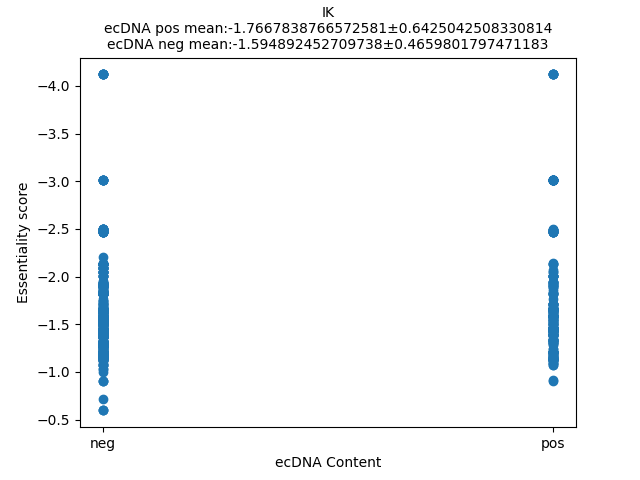 IK
ecDNA pos mean:-1.7667838766572581±0.6425042508330814
ecDNA neg mean:-1.594892452709738±0.4659801797471183
−4.0
−3.5
−3.0
−2.5
−2.0
−1.5
−1.0
−0.5
Essentiality score
neg
pos
ecDNA Content